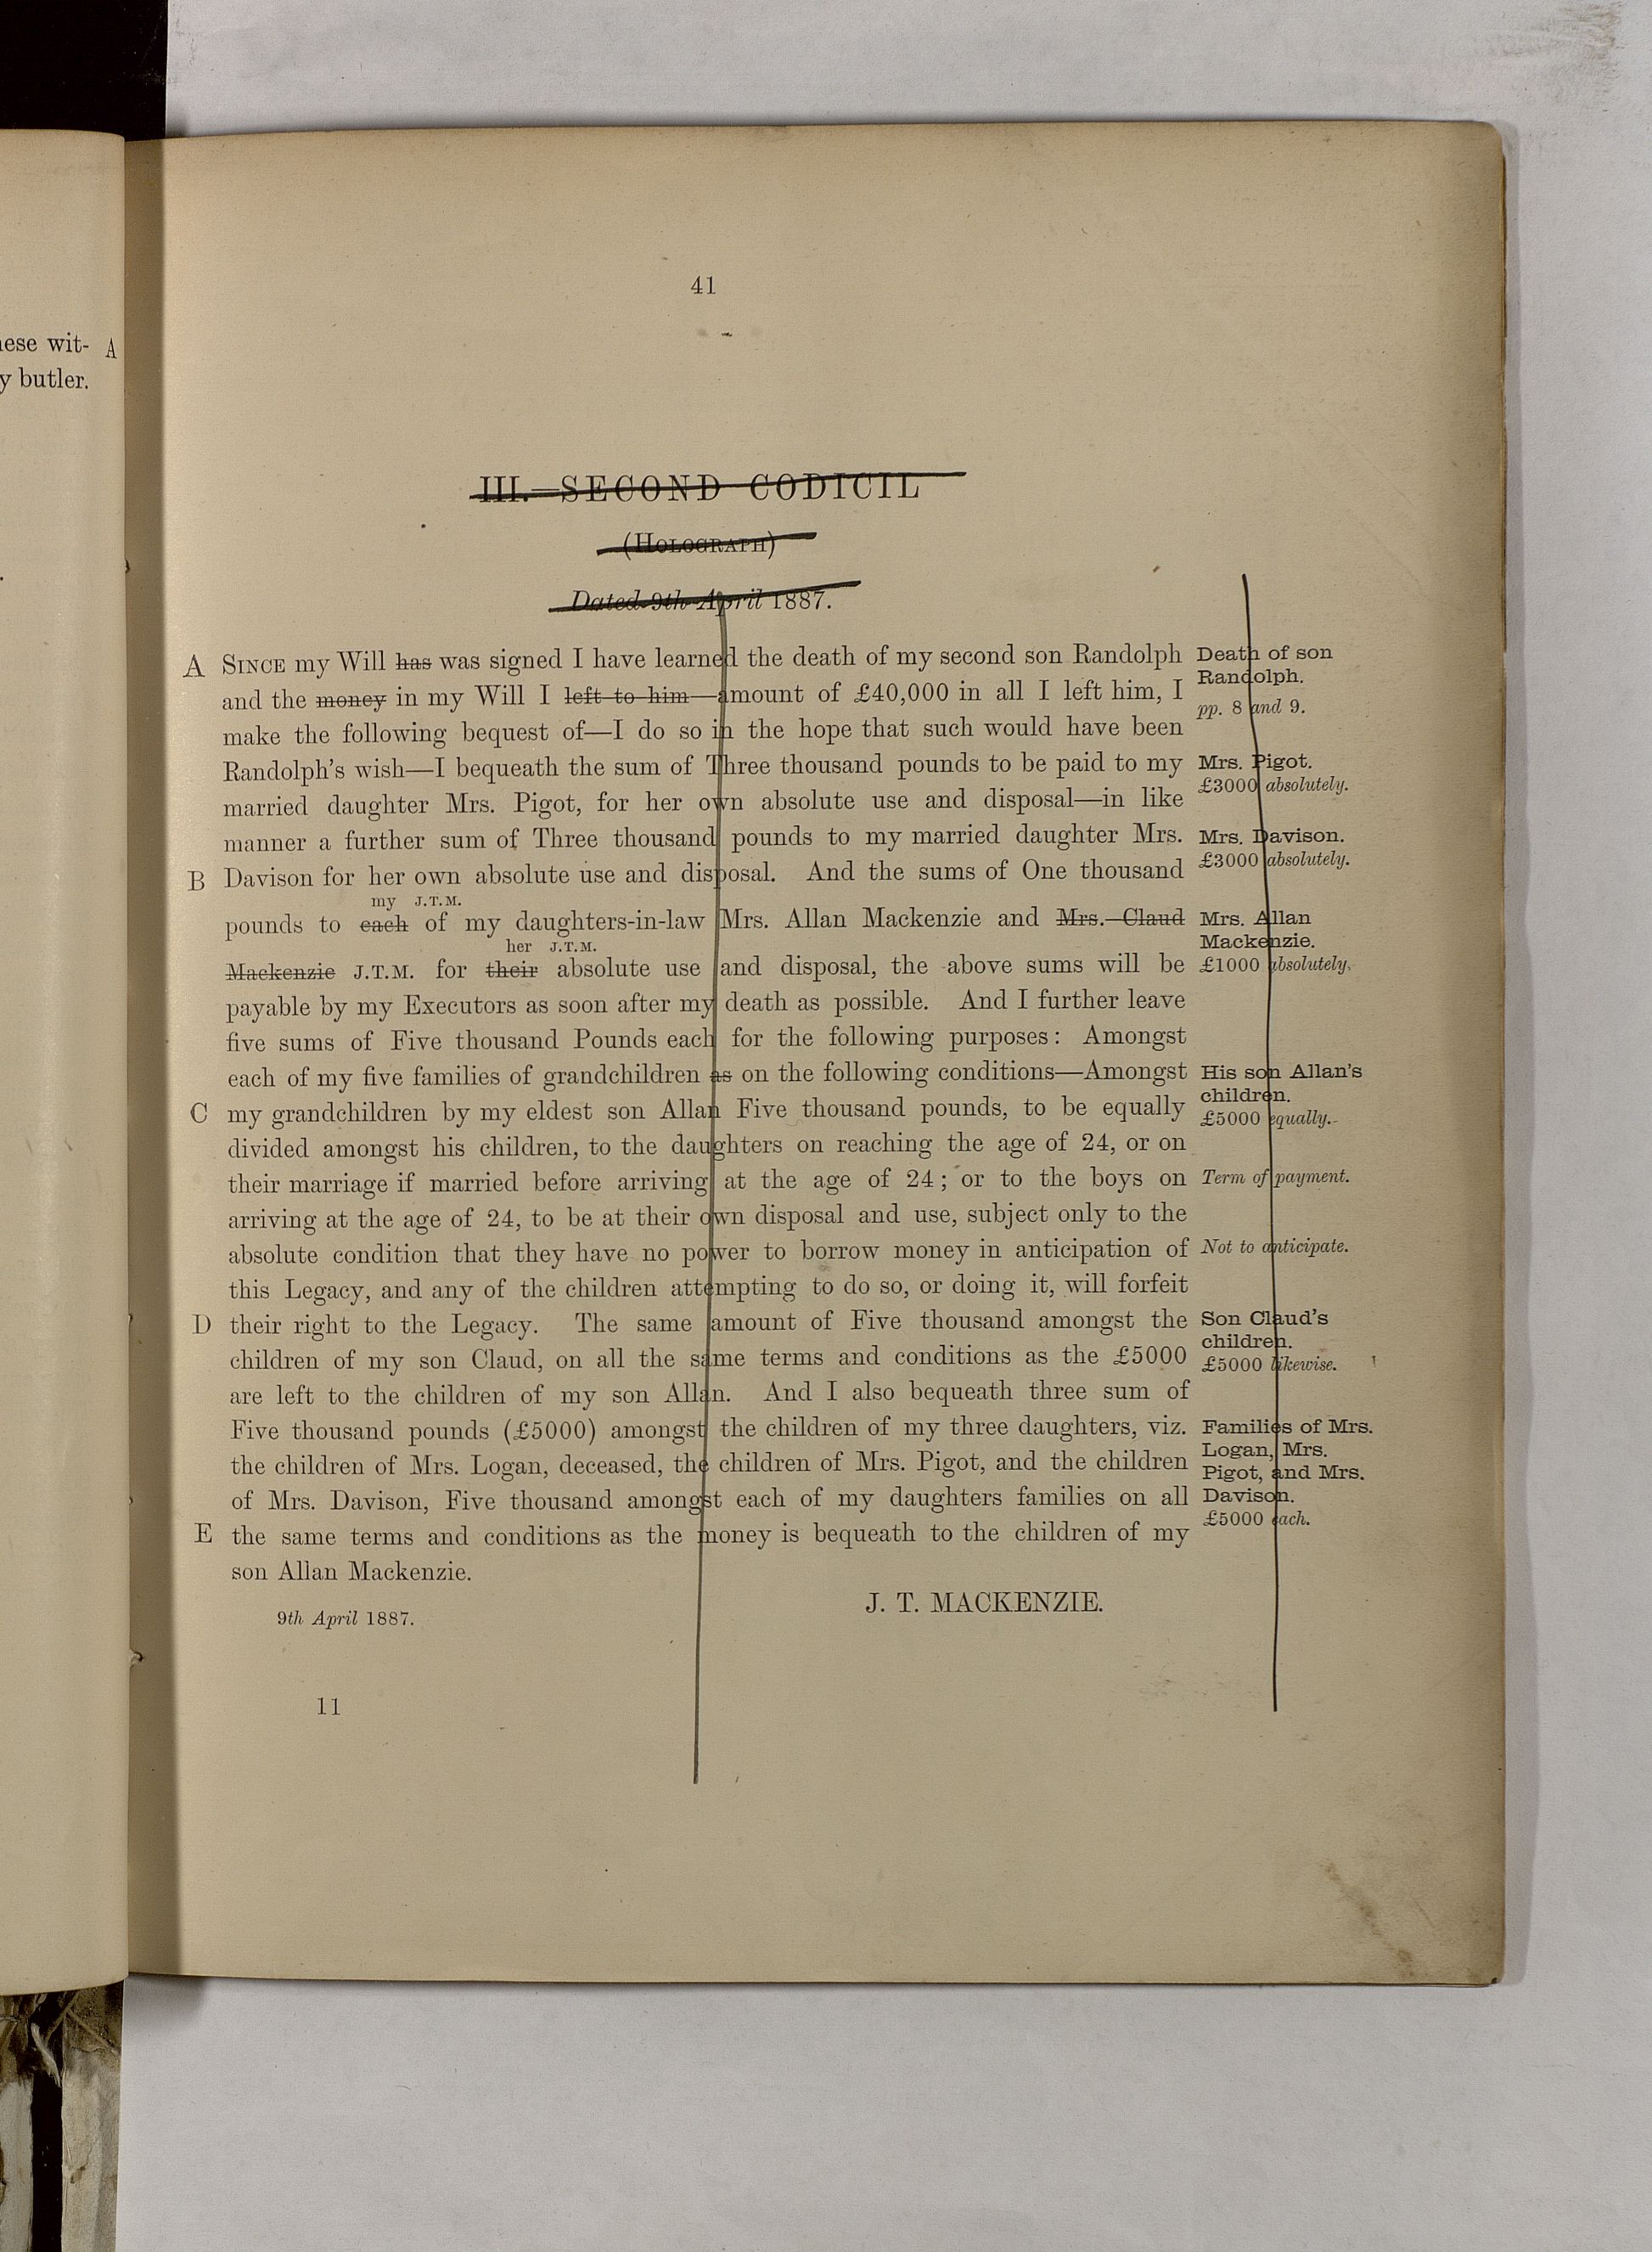 41
hese wit- A
y butler.
III.—SECOND CODICIL
(HOLOGRAPH)
Dated 9th April 1887.
A SINCE my Will has was signed I have learned the death of my second son Randolph
and the money in my Will I left to him—amount of £40,000 in all I left him, I
make the following bequest of—I do so in the hope that such would have been
Randolph's wish—I bequeath the sum of Three thousand pounds to be paid to my
married daughter Mrs. Pigot, for her own absolute use and disposal—in like
manner a further sum of Three thousand pounds to my married daughter Mrs.
B Davison for her own absolute use and disposal. And the sums of One thousand
my J.T.M.
pounds to each of my daughters-in-law Mrs. Allan Mackenzie and Mrs. Claud
her J.T.M.
Mackenzie J.T.M. for their absolute use and disposal, the above sums will be
payable by my Executors as soon after my death as possible. And I further leave
five sums of Five thousand Pounds each for the following purposes: Amongst
each of my five families of grandchildren as on the following conditions—Amongst
C my grandchildren by my eldest son Allan Five thousand pounds, to be equally
divided amongst his children, to the daughters on reaching the age of 24, or on
their marriage if married before arriving at the age of 24; or to the boys on
arriving at the age of 24, to be at their own disposal and use, subject only to the
absolute condition that they have no power to borrow money in anticipation of
this Legacy, and any of the children attempting to do so, or doing it, will forfeit
D their right to the Legacy. The same amount of Five thousand amongst the
children of my son Claud, on all the same terms and conditions as the £5000
are left to the children of my son Allan. And I also bequeath three sum of
Five thousand pounds (£5000) amongst the children of my three daughters, viz.
the children of Mrs. Logan, deceased, the children of Mrs. Pigot, and the children
of Mrs. Davison, Five thousand amongst each of my daughters families on all
E the same terms and conditions as the money is bequeath to the children of my
son Allan Mackenzie.
J. T. MACKENZIE.
9th April 1887.
11
Death of son
Randolph.
pp. 8 and 9.
Mrs. Pigot.
£3000 absolutely.
Mrs. Davison.
£3000 absolutely.
Mrs. Allan
Mackenzie.
£1000 absolutely.
His son Allan's
children.
£5000 equally.
Term of payment.
Not to anticipate.
Son Claud's
children.
£5000 likewise.
Families of Mrs.
Logan, Mrs.
Pigot, and Mrs.
Davison.
£5000 each.